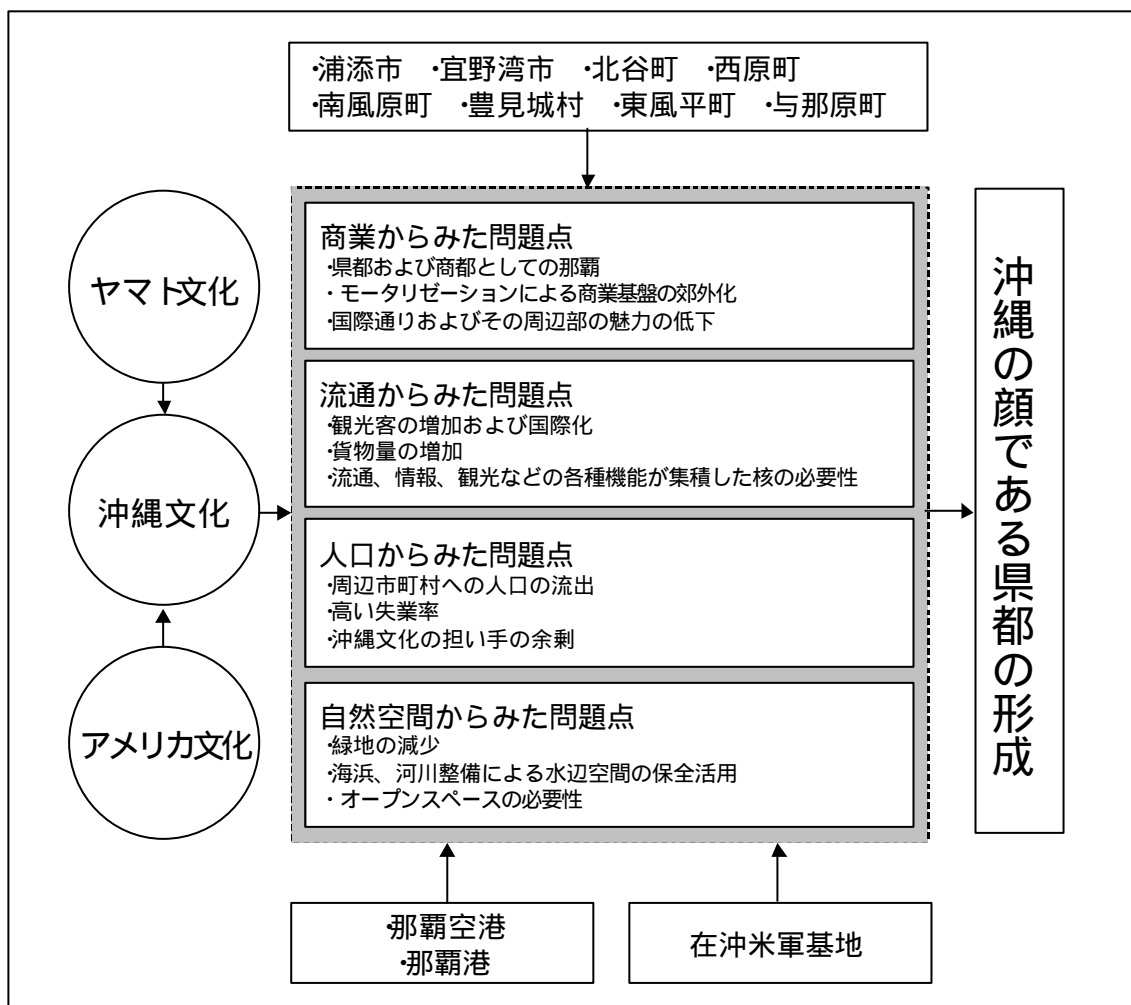 ・浦添市 ・宜野湾市 ・北谷町 ・西原町
・南風原町 ・豊見城村 ・東風平町 ・与那原町
ヤマト文化
沖縄文化
アメリカ文化
商業からみた問題点
・県都および商都としての那覇
・モータリゼーションによる商業基盤の郊外化
・国際通りおよびその周辺部の魅力の低下
流通からみた問題点
・観光客の増加および国際化
・貨物量の増加
・流通、情報、観光などの各種機能が集積した核の必要性
人口からみた問題点
・周辺市町村への人口の流出
・高い失業率
・沖縄文化の担い手の余剰
自然空間からみた問題点
・緑地の減少
・海浜、河川整備による水辺空間の保全活用
・オープンスペースの必要性
沖縄の顔である県都の形成
・那覇空港
・那覇港
在沖米軍基地